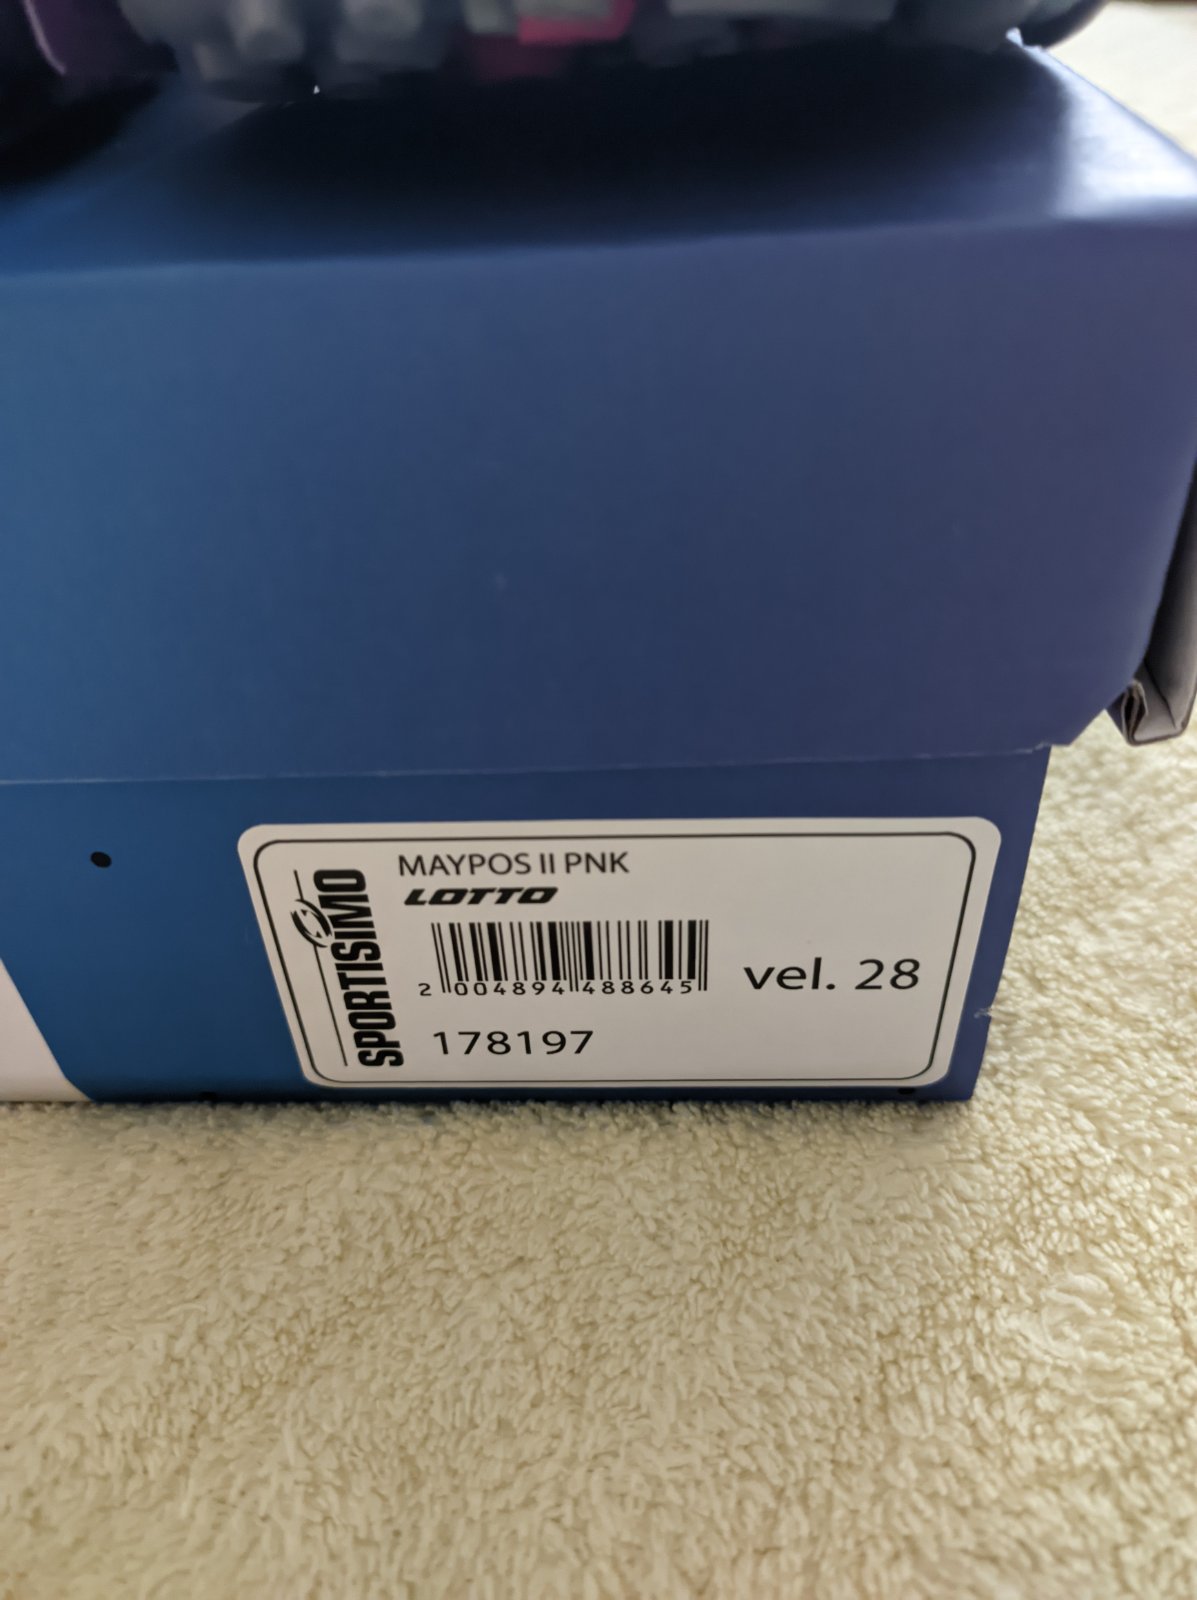 SPORTISIMO
MAYPOS II PNK
LOTTO
2 004894 488645
vel. 28
178197